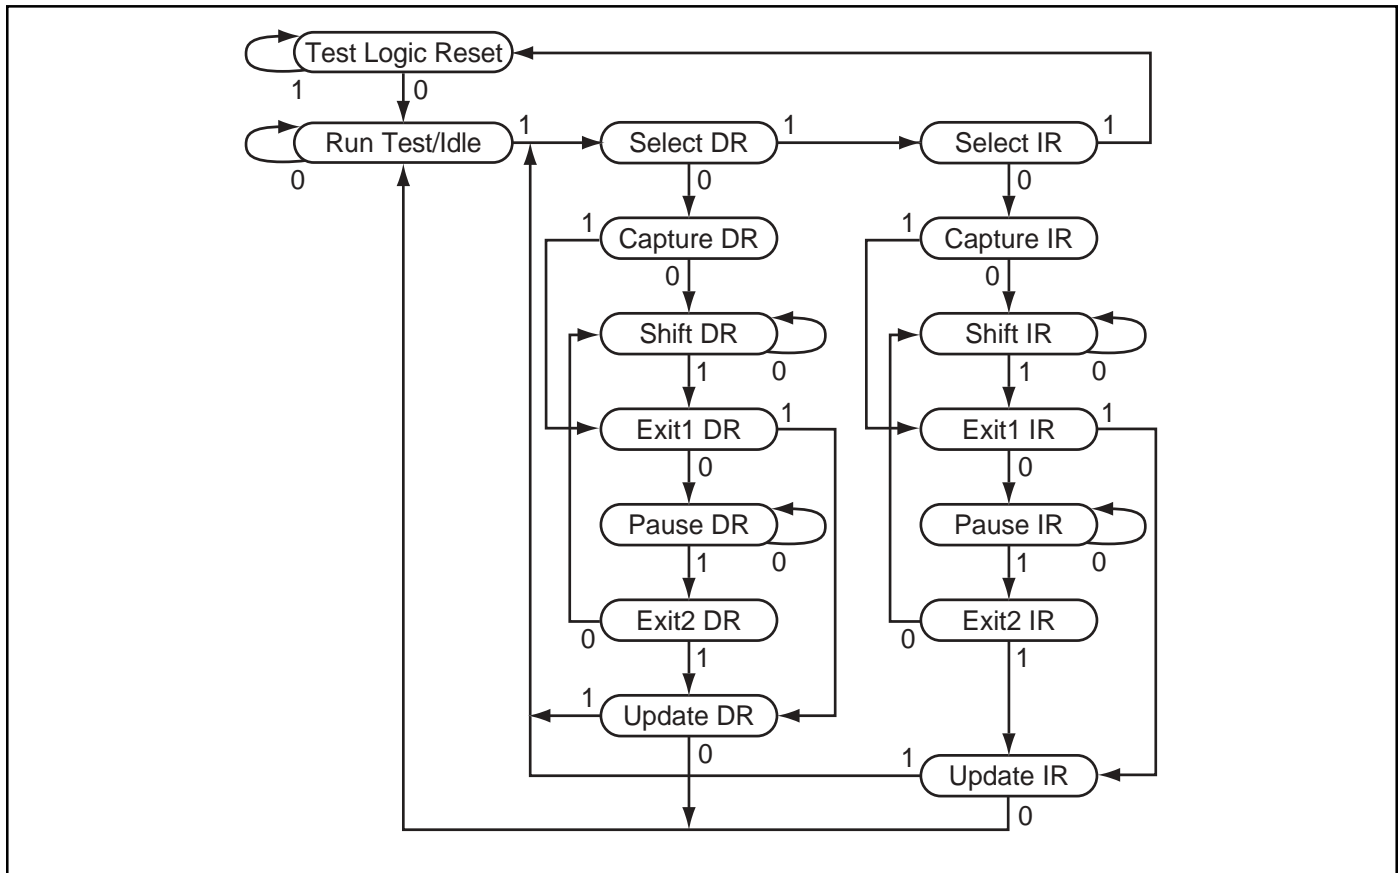 Test Logic Reset
1 0
Run Test/Idle 1 Select DR 1 Select IR 1
0 0 0
1 Capture DR 1 Capture IR
0 0
Shift DR Shift IR
1 0 1 0
Exit1 DR 1 Exit1 IR 1
0 0
Pause DR Pause IR
1 0 1 0
Exit2 DR Exit2 IR
0 1 0 1
1 Update DR
0 1 Update IR
0